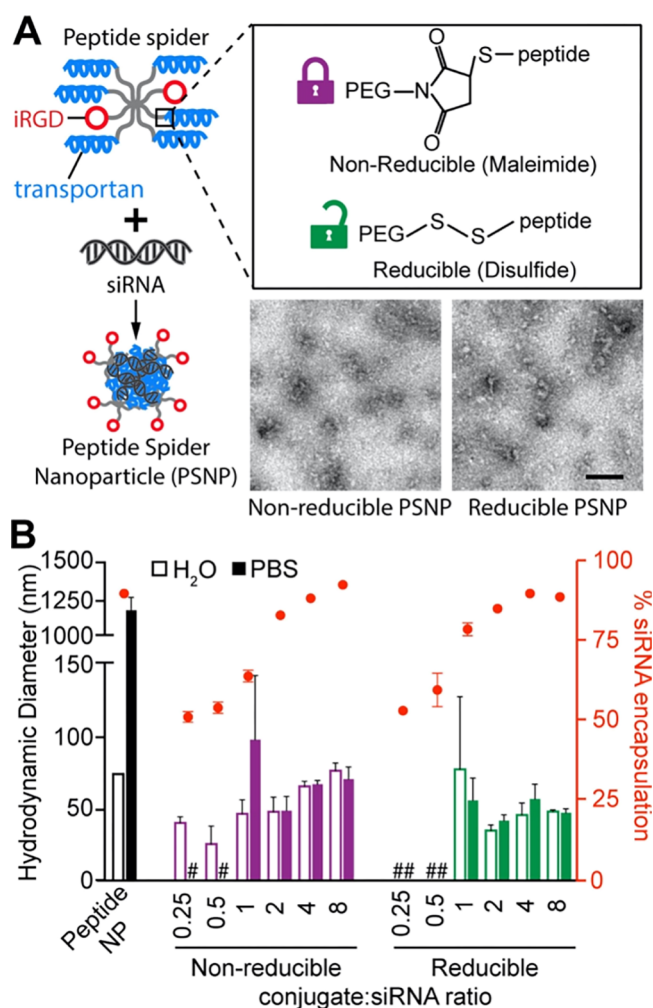 A
Peptide spider
iRGD
transportan
+
siRNA
Peptide Spider
Nanoparticle (PSNP)
O
S
peptide
PEG
N
O
Non-Reducible (Maleimide)
PEG
S
S
peptide
Reducible (Disulfide)
Non-reducible PSNP
Reducible PSNP
B
Hydrodynamic Diameter (nm)
1500
1250
1000
150
100
50
0
H₂O
PBS
100
75
50
25
0
% siRNA encapsulation
# # ## ##
Peptide
NP
0.25 0.5 1 2 4 8
0.25 0.5 1 2 4 8
Non-reducible
Reducible
conjugate:siRNA ratio